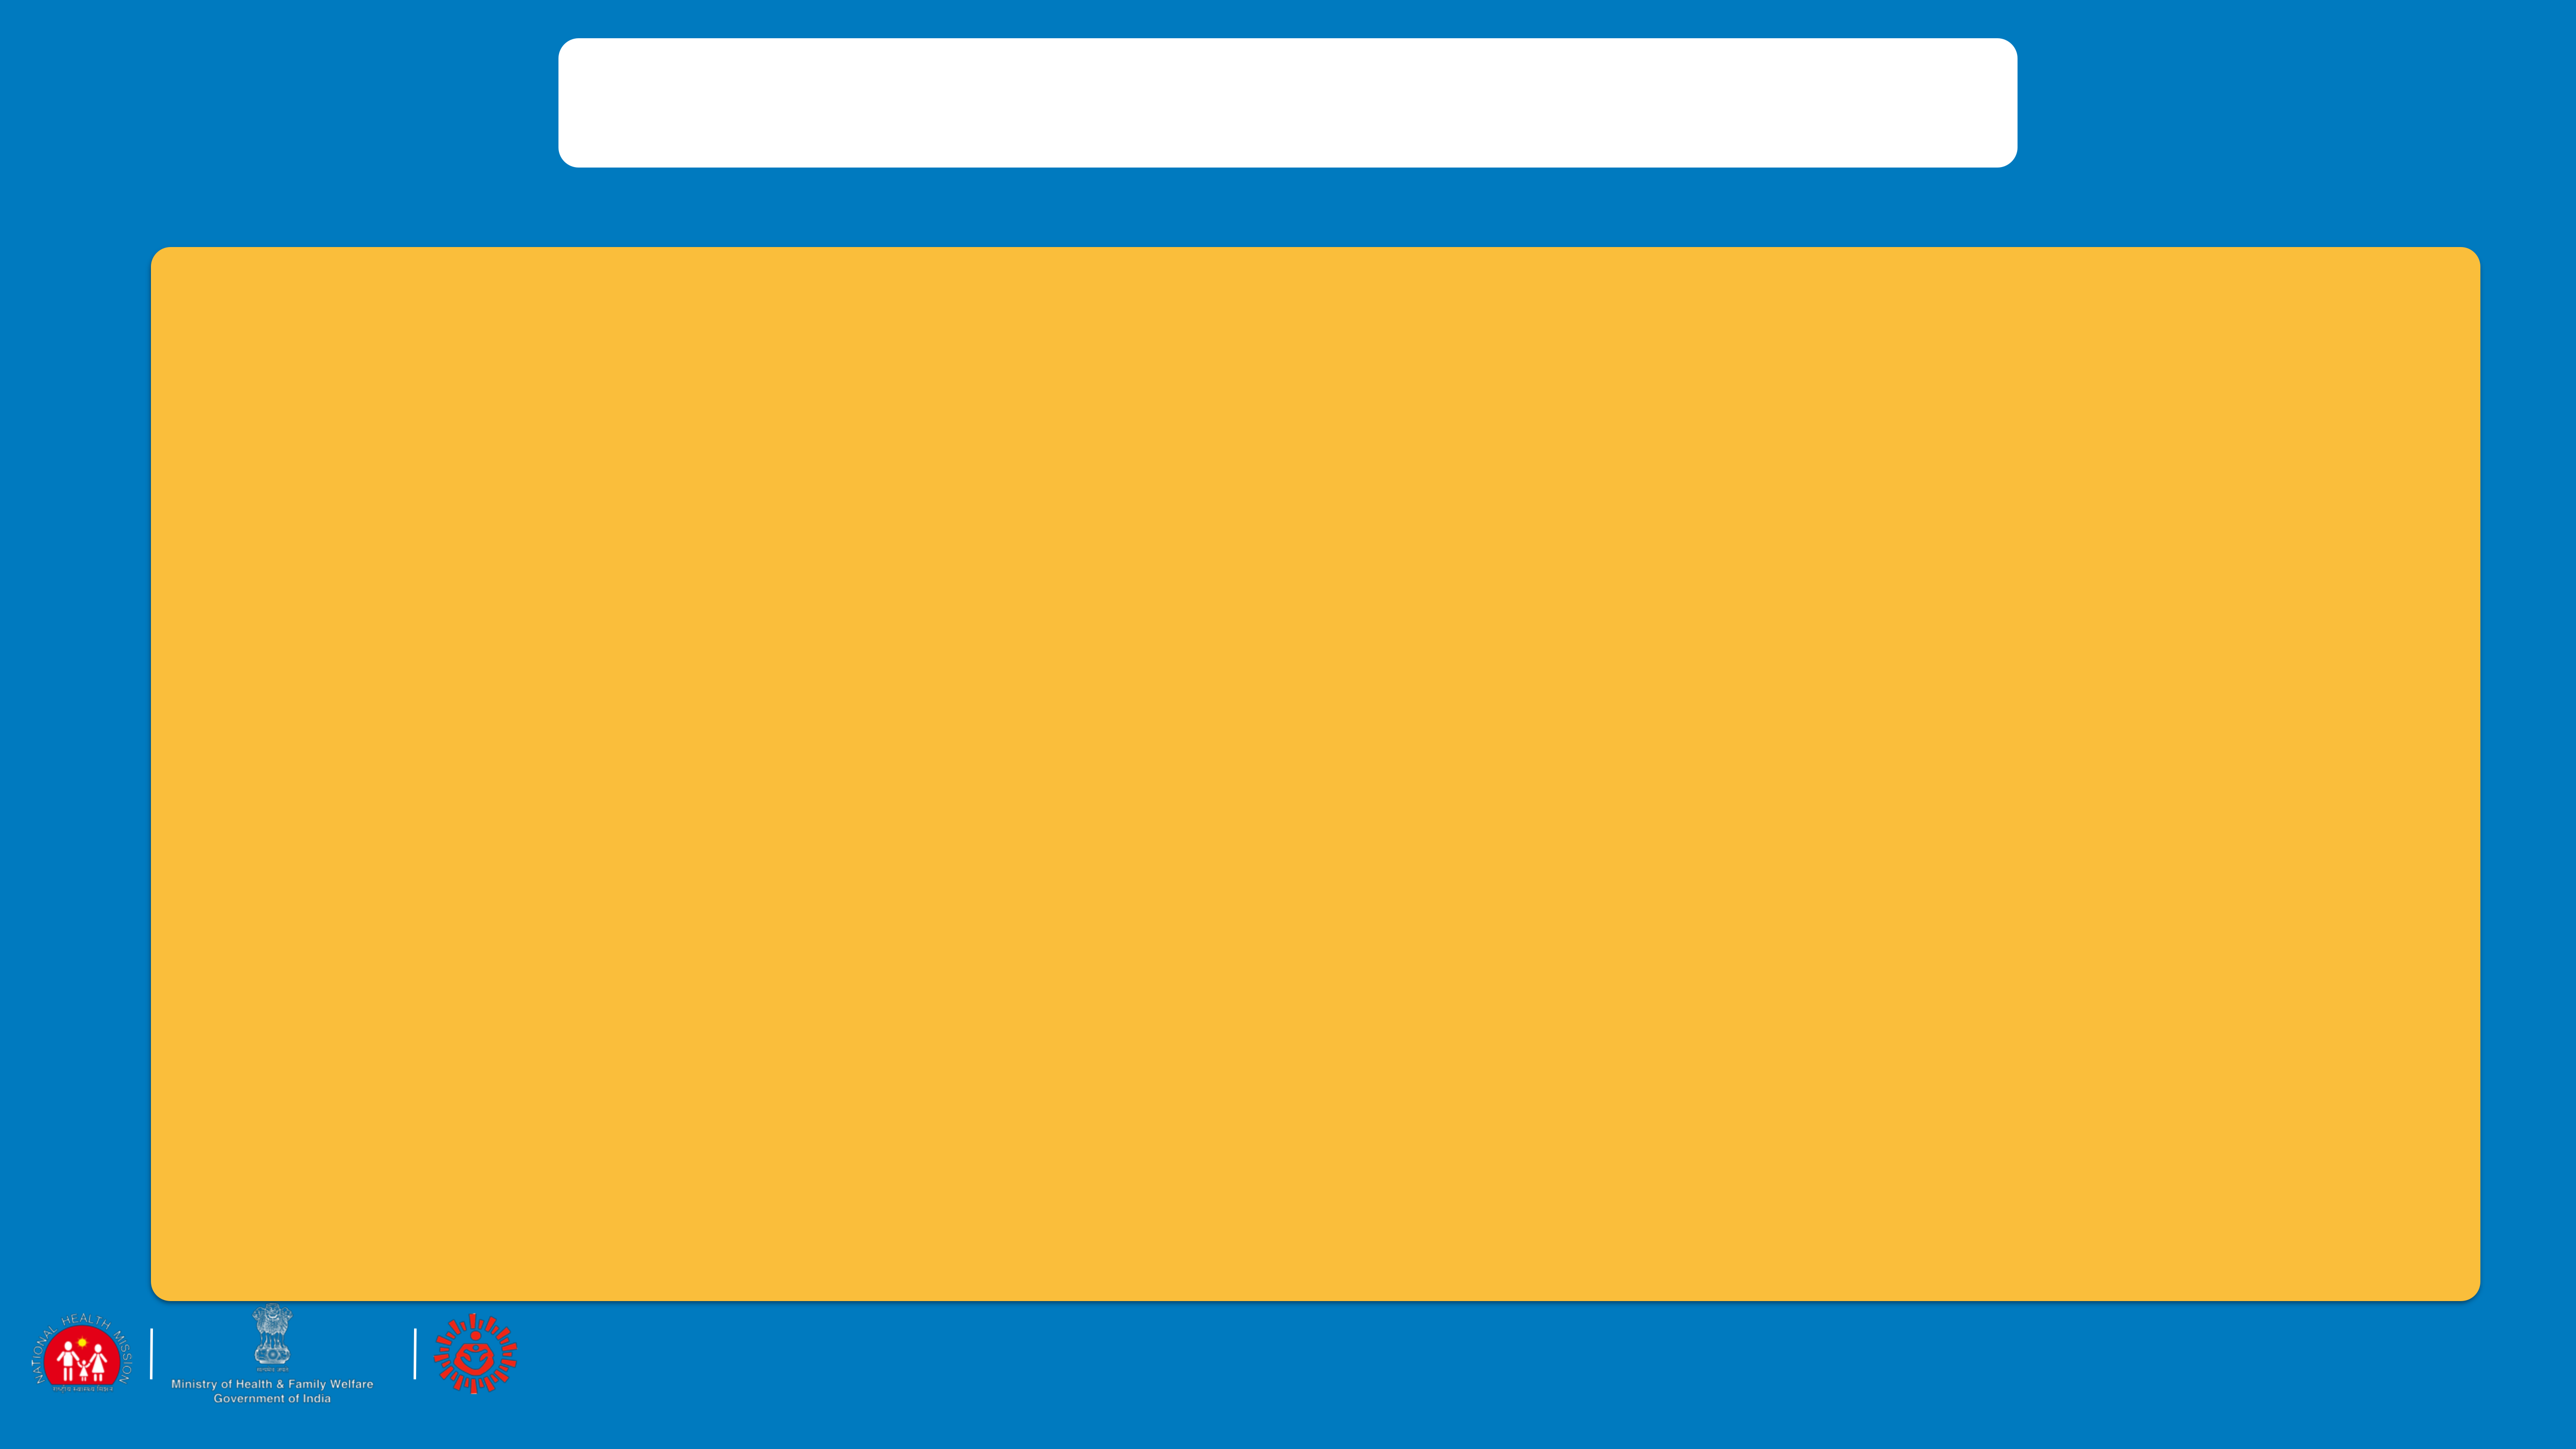 NATIONAL HEALTH MISSION
Ministry of Health & Family Welfare
Government of India